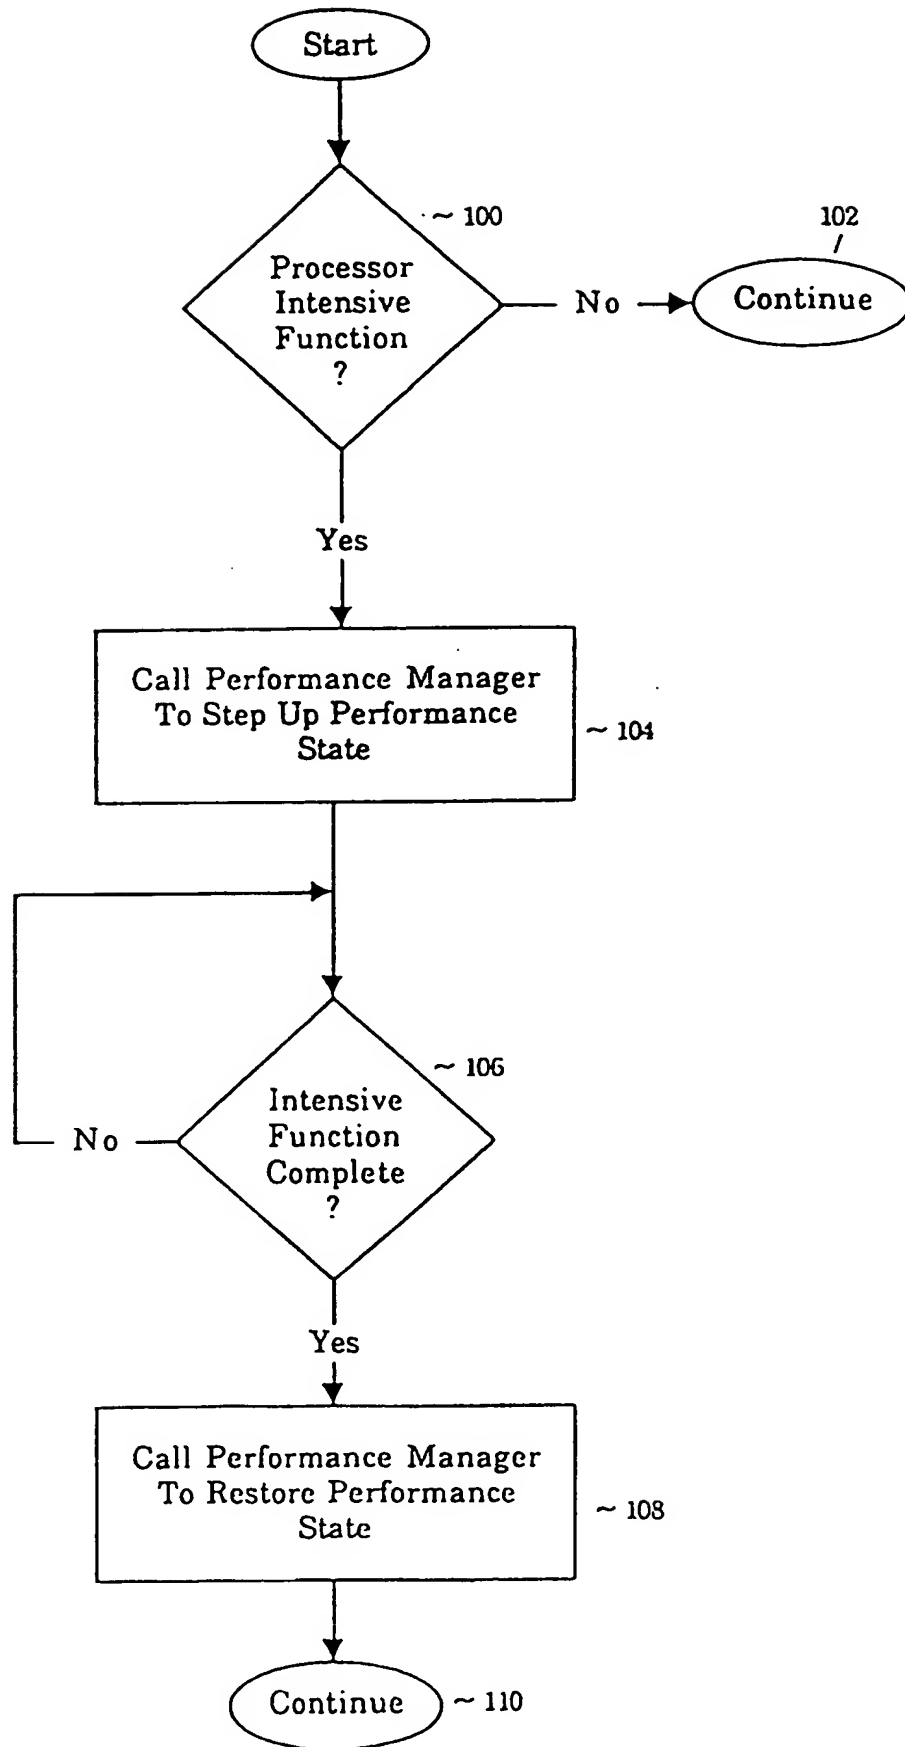 Start
~ 100
102
Processor
Intensive
Function
?
No
Continue
Yes
Call Performance Manager
To Step Up Performance
State
~ 104
~ 106
Intensive
Function
Complete
?
No
Yes
Call Performance Manager
To Restore Performance
State
~ 108
Continue
~ 110